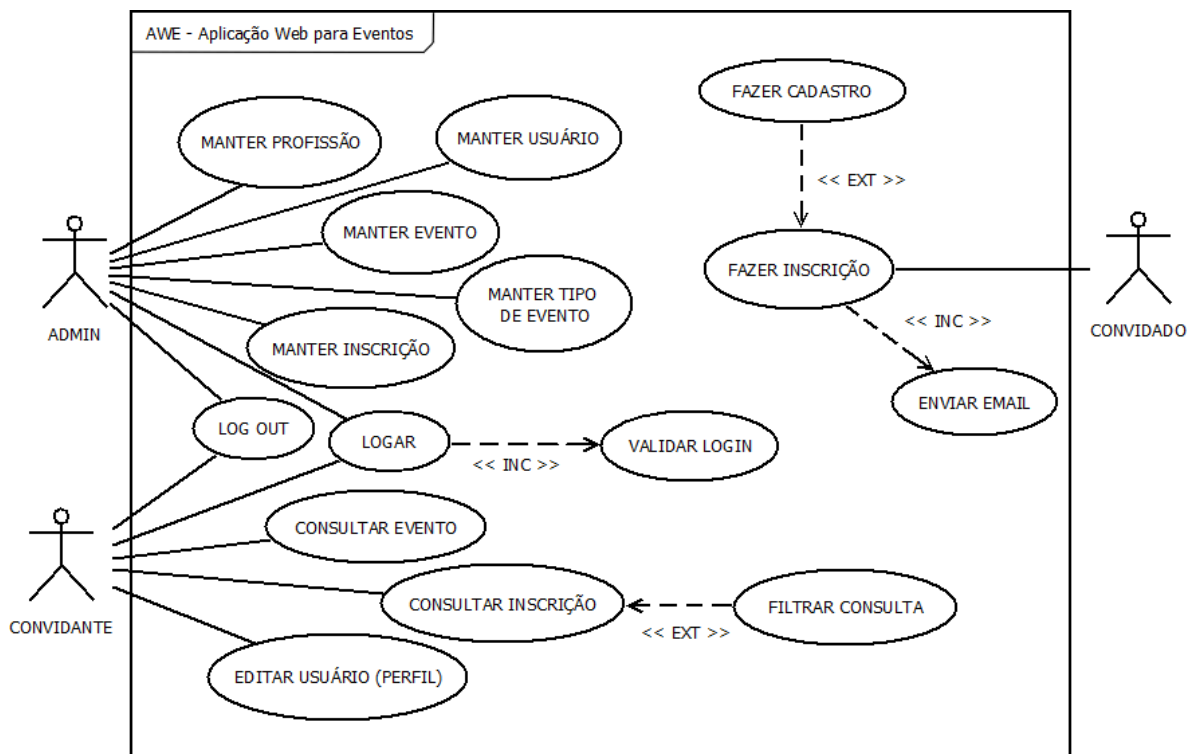 AWE - Aplicação Web para Eventos
FAZER CADASTRO
MANTER PROFISSÃO
MANTER USUÁRIO
<< EXT >>
MANTER EVENTO
FAZER INSCRIÇÃO
MANTER TIPO
DE EVENTO
ADMIN
CONVIDADO
<< INC >>
MANTER INSCRIÇÃO
ENVIAR EMAIL
LOG OUT
LOGAR
VALIDAR LOGIN
<< INC >>
CONSULTAR EVENTO
CONSULTAR INSCRIÇÃO
FILTRAR CONSULTA
<< EXT >>
CONVIDANTE
EDITAR USUÁRIO (PERFIL)